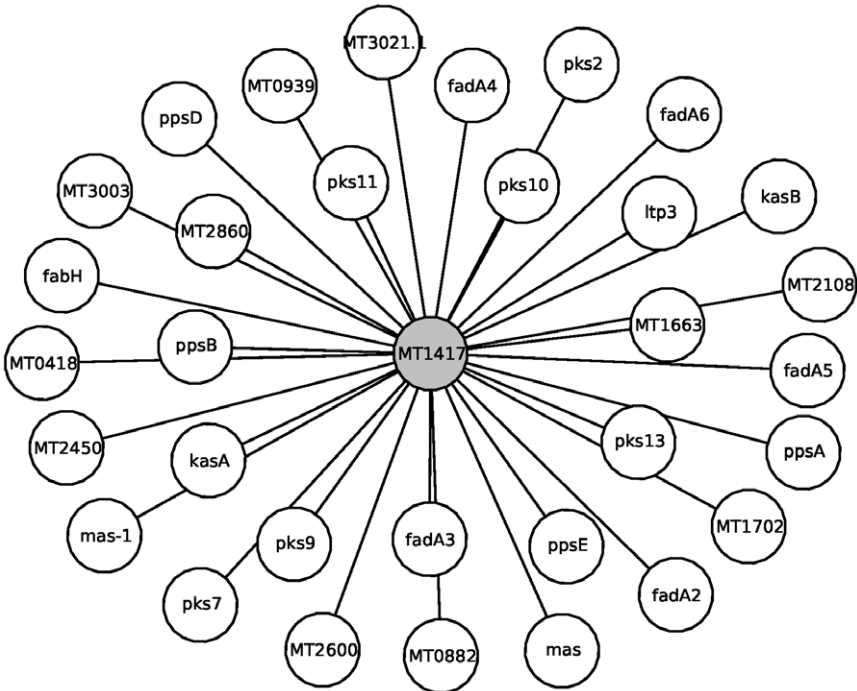 MT3021.1
pks2
MT0939
fadA4
ppsD
fadA6
pks11
pks10
MT3003
kasB
ltp3
MT2860
fabH
MT2108
MT1663
ppsB
MT1417
MT0418
fadA5
pks13
MT2450
kasA
ppsA
MT1702
mas-1
pks9
fadA3
ppsE
pks7
fadA2
MT2600
MT0882
mas